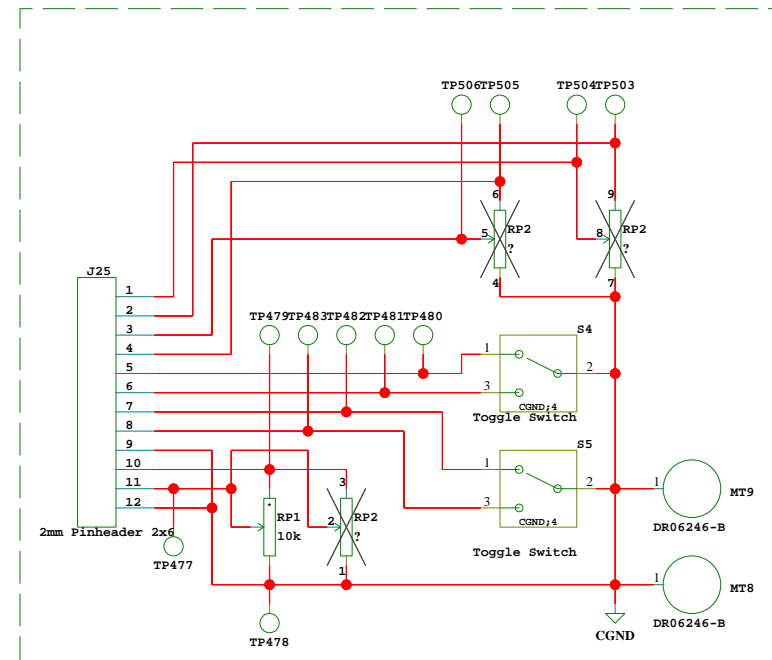 TP506 TP505 TP504 TP503
6 9
5 RP2 8 RP2
? ?
4 7
J25
1
2
3
4
5
6
7
8
9
10
11
12
2mm Pinheader 2x6
TP479 TP483 TP482 TP481 TP480
S4
1 2
3
CGND;4
Toggle Switch
S5
1 2
3
CGND;4
Toggle Switch
* RP1
10k
3
2 RP2
?
1
TP477
TP478
1 MT9
DR06246-B
1 MT8
DR06246-B
CGND